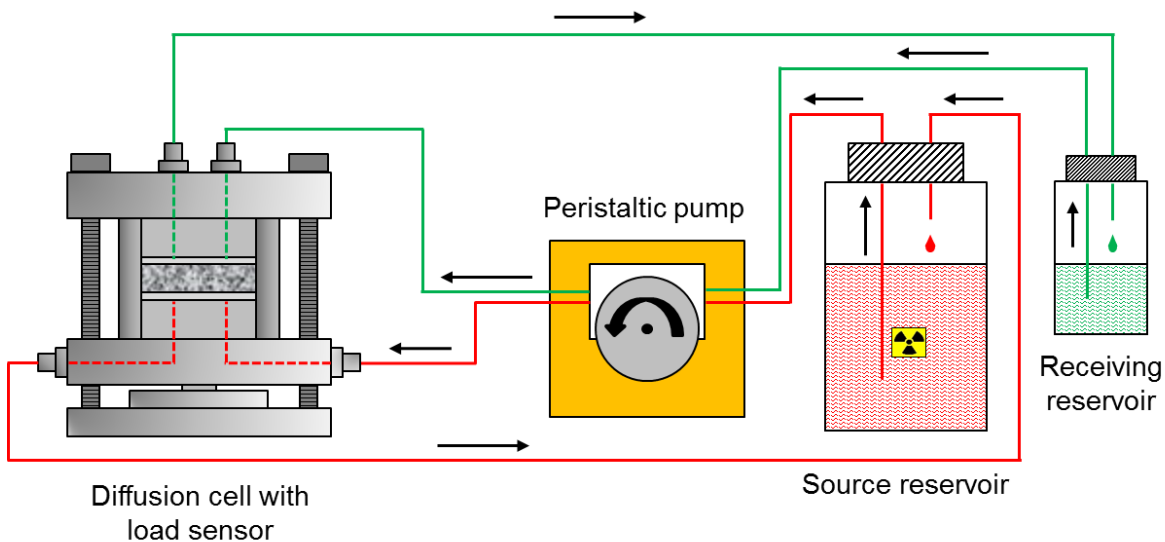 Peristaltic pump
Receiving
reservoir
Source reservoir
Diffusion cell with
load sensor